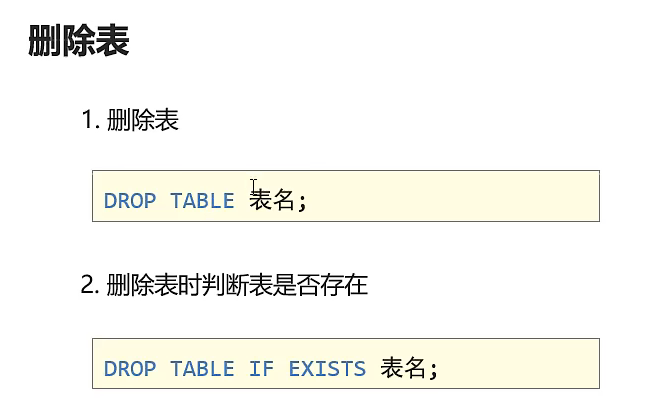 删除表
1. 删除表
DROP TABLE 表名;
2. 删除表时判断表是否存在
DROP TABLE IF EXISTS 表名;